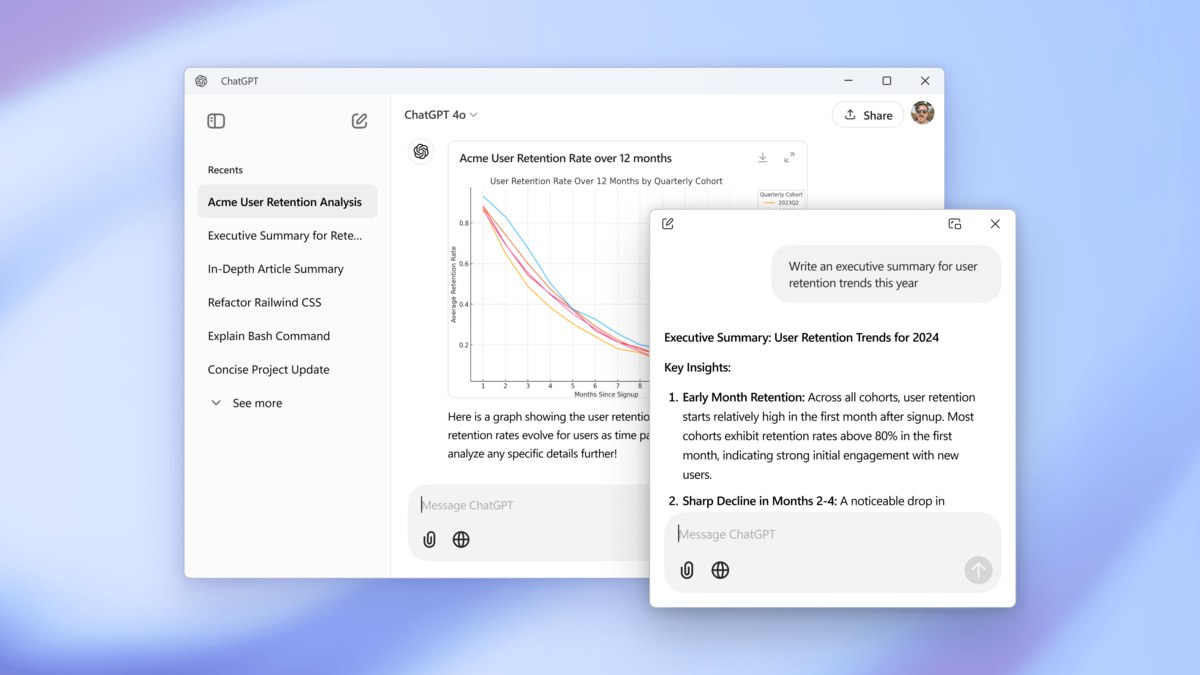 ChatGPT
ChatGPT 4o
Share
Recents
Acme User Retention Analysis
Executive Summary for Rete...
In-Depth Article Summary
Refactor Railwind CSS
Explain Bash Command
Concise Project Update
See more
Acme User Retention Rate over 12 months
User Retention Rate Over 12 Months by Quarterly Cohort
Quarterly Cohort
2023Q2
Average Retention Rate
0.8
0.6
0.4
0.2
1 2 3 4 5 6 7 8
Months Since Signup
Here is a graph showing the user retentio
retention rates evolve for users as time pa
analyze any specific details further!
Message ChatGPT
Write an executive summary for user
retention trends this year
Executive Summary: User Retention Trends for 2024
Key Insights:
1. Early Month Retention: Across all cohorts, user retention
starts relatively high in the first month after signup. Most
cohorts exhibit retention rates above 80% in the first
month, indicating strong initial engagement with new
users.
2. Sharp Decline in Months 2-4: A noticeable drop in
Message ChatGPT